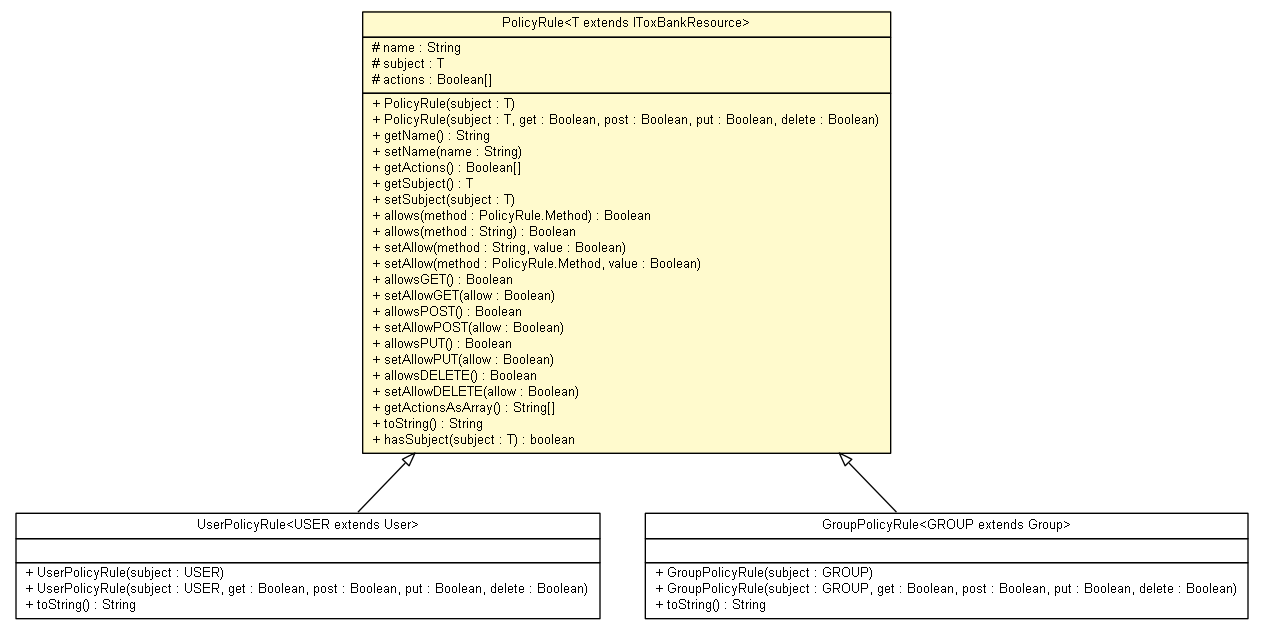 PolicyRule<T extends IToxBankResource>
# name : String
# subject : T
# actions : Boolean[]
+ PolicyRule(subject : T)
+ PolicyRule(subject : T, get : Boolean, post : Boolean, put : Boolean, delete : Boolean)
+ getName() : String
+ setName(name : String)
+ getActions() : Boolean[]
+ getSubject() : T
+ setSubject(subject : T)
+ allows(method : PolicyRule.Method) : Boolean
+ allows(method : String) : Boolean
+ setAllow(method : String, value : Boolean)
+ setAllow(method : PolicyRule.Method, value : Boolean)
+ allowsGET() : Boolean
+ setAllowGET(allow : Boolean)
+ allowsPOST() : Boolean
+ setAllowPOST(allow : Boolean)
+ allowsPUT() : Boolean
+ setAllowPUT(allow : Boolean)
+ allowsDELETE() : Boolean
+ setAllowDELETE(allow : Boolean)
+ getActionsAsArray() : String[]
+ toString() : String
+ hasSubject(subject : T) : boolean
UserPolicyRule<USER extends User>
+ UserPolicyRule(subject : USER)
+ UserPolicyRule(subject : USER, get : Boolean, post : Boolean, put : Boolean, delete : Boolean)
+ toString() : String
GroupPolicyRule<GROUP extends Group>
+ GroupPolicyRule(subject : GROUP)
+ GroupPolicyRule(subject : GROUP, get : Boolean, post : Boolean, put : Boolean, delete : Boolean)
+ toString() : String